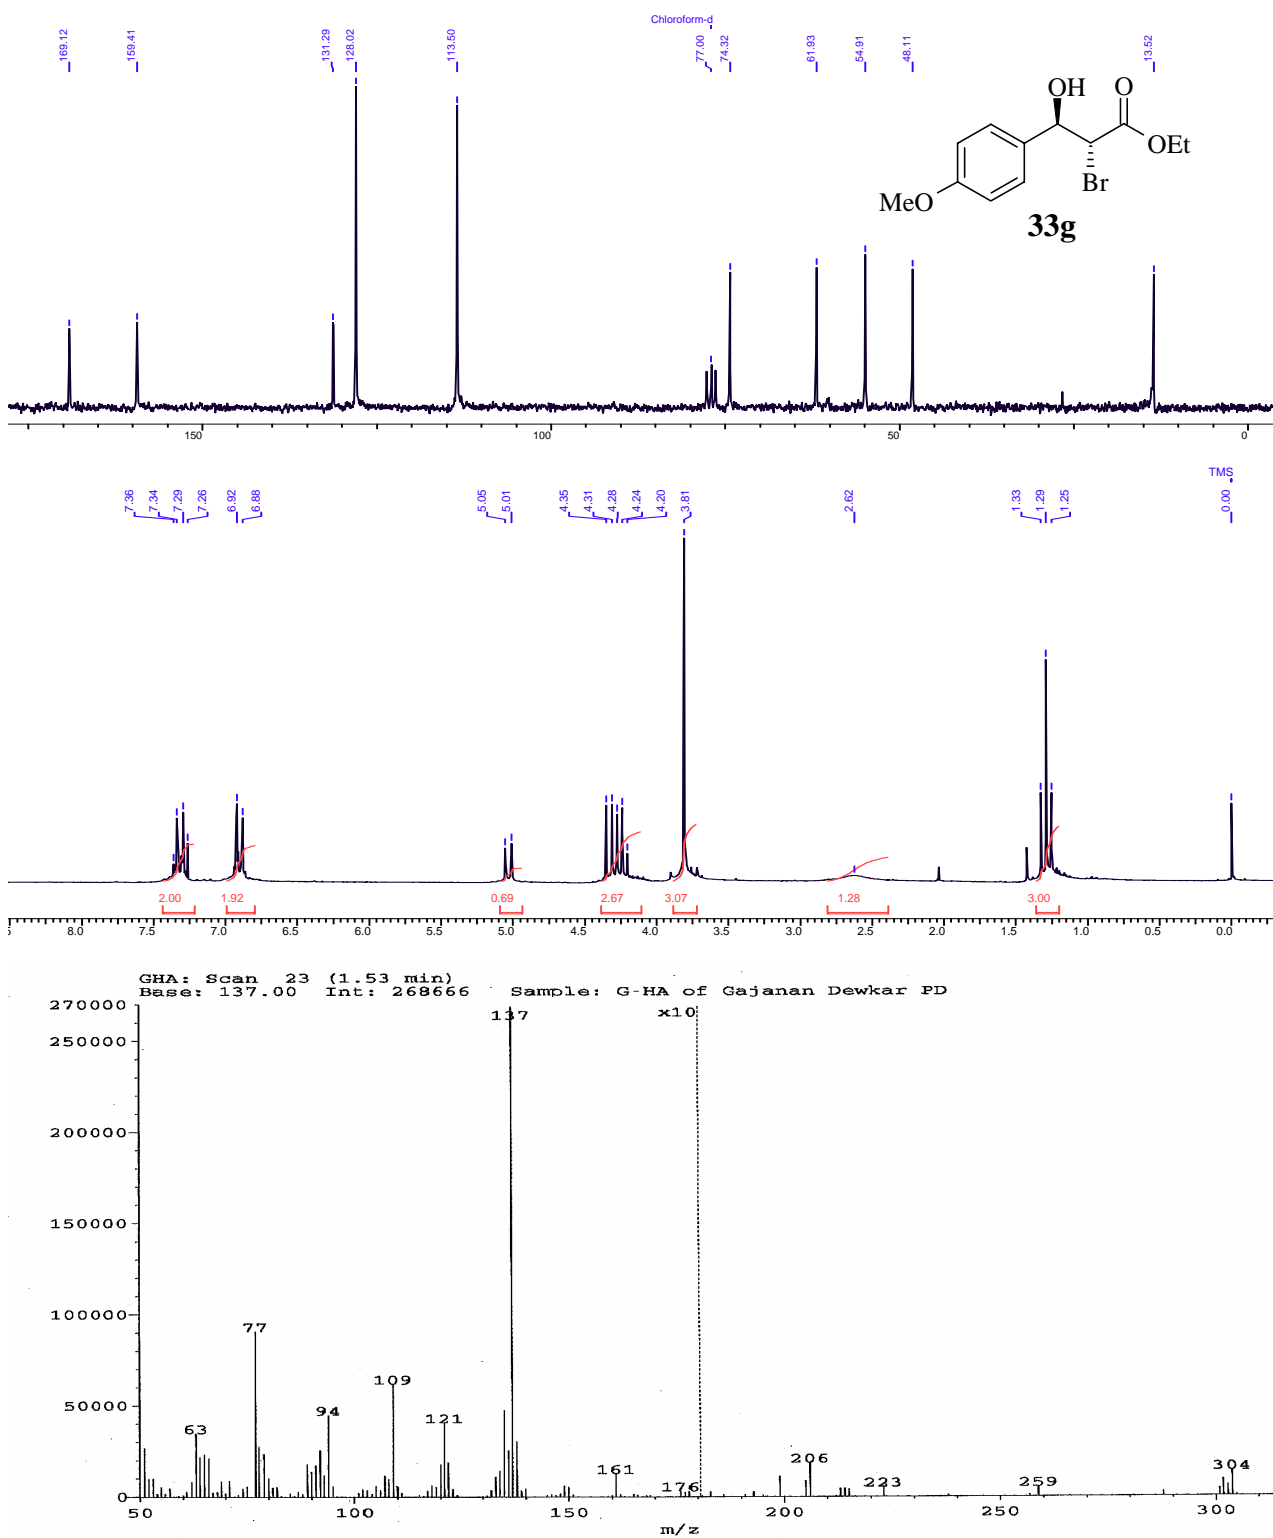 Chloroform-d
169.12 159.41 131.29 128.02 113.50 77.00 74.32 61.93 54.91 48.11 13.52
OH O
OEt
Br
MeO
33g
150 100 50 0
TMS
7.36 7.34 7.29 7.26 6.92 6.88 5.05 5.01 4.35 4.31 4.28 4.24 4.20 3.81 2.62 1.33 1.29 1.25 0.00
2.00 1.92 0.69 2.67 3.07 1.28 3.00
5 8.0 7.5 7.0 6.5 6.0 5.5 5.0 4.5 4.0 3.5 3.0 2.5 2.0 1.5 1.0 0.5 0.0
GHA: Scan 23 (1.53 min)
Base: 137.00 Int: 268666 Sample: G-HA of Gajanan Dewkar PD
270000
137 x10
250000
200000
150000
100000
77
109
50000
94
121
63
206
161
304
176
223
259
0
50 100 150 200 250 300
m/z